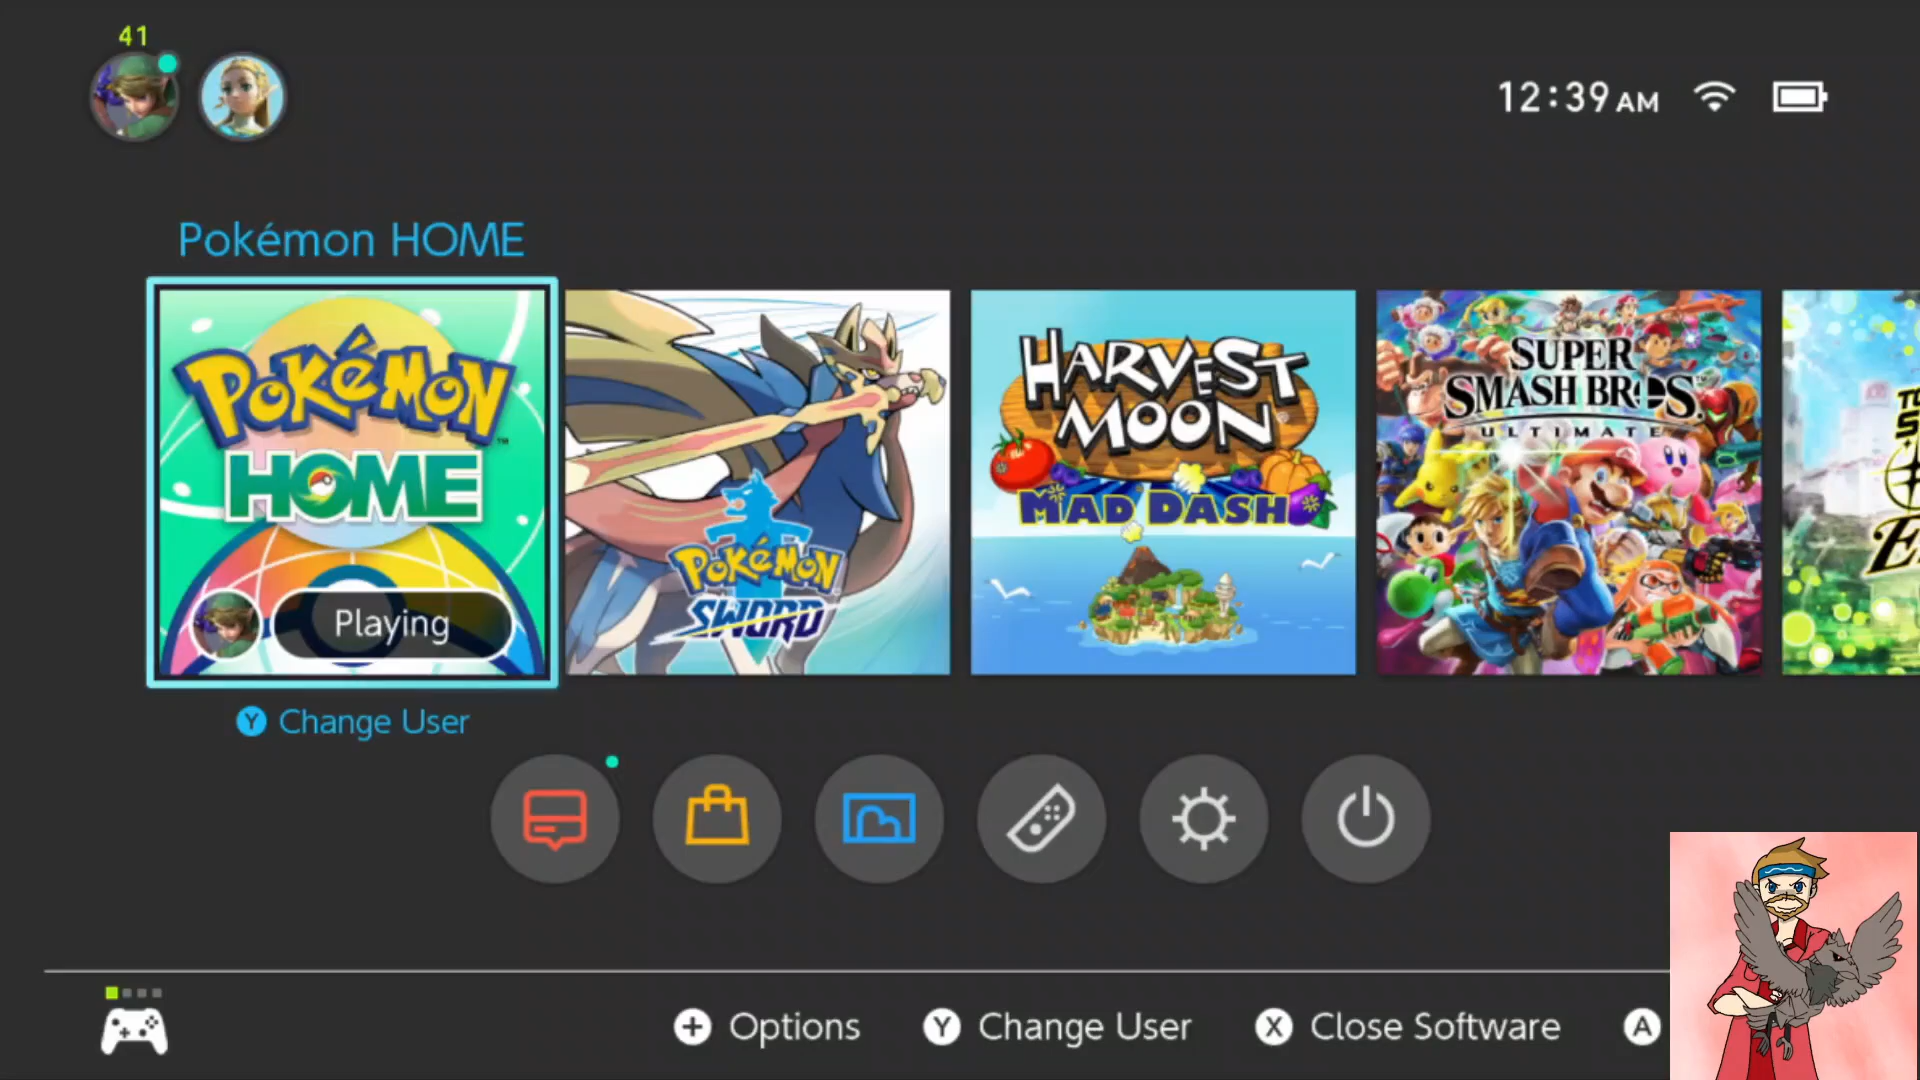 41
12:39 AM
Pokémon HOME
POKÉMON
HOME
Playing
POKÉMON
SWORD
HARVEST
MOON
MAD DASH
SUPER
SMASH BROS.
ULTIMATE
Y Change User
+ Options
Y Change User
X Close Software
A